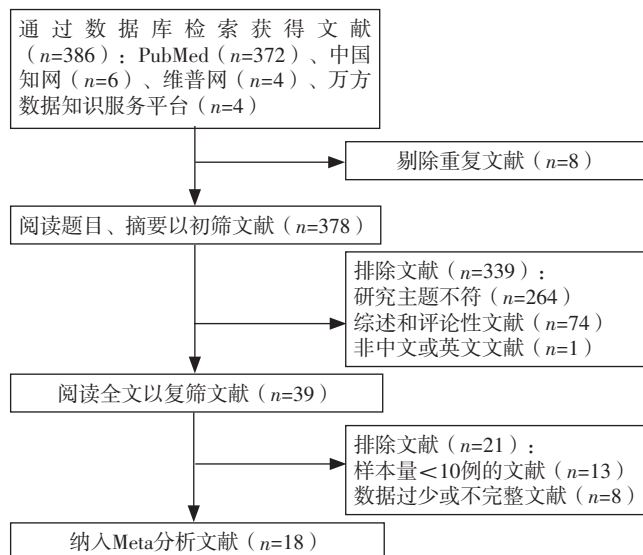 通过数据库检索获得文献
（n=386）：PubMed（n=372）、中国
知网（n=6）、维普网（n=4）、万方
数据知识服务平台（n=4）
剔除重复文献（n=8）
阅读题目、摘要以初筛文献（n=378）
排除文献（n=339）：
研究主题不符（n=264）
综述和评论性文献（n=74）
非中文或英文文献（n=1）
阅读全文以复筛文献（n=39）
排除文献（n=21）：
样本量＜10例的文献（n=13）
数据过少或不完整文献（n=8）
纳入Meta分析文献（n=18）